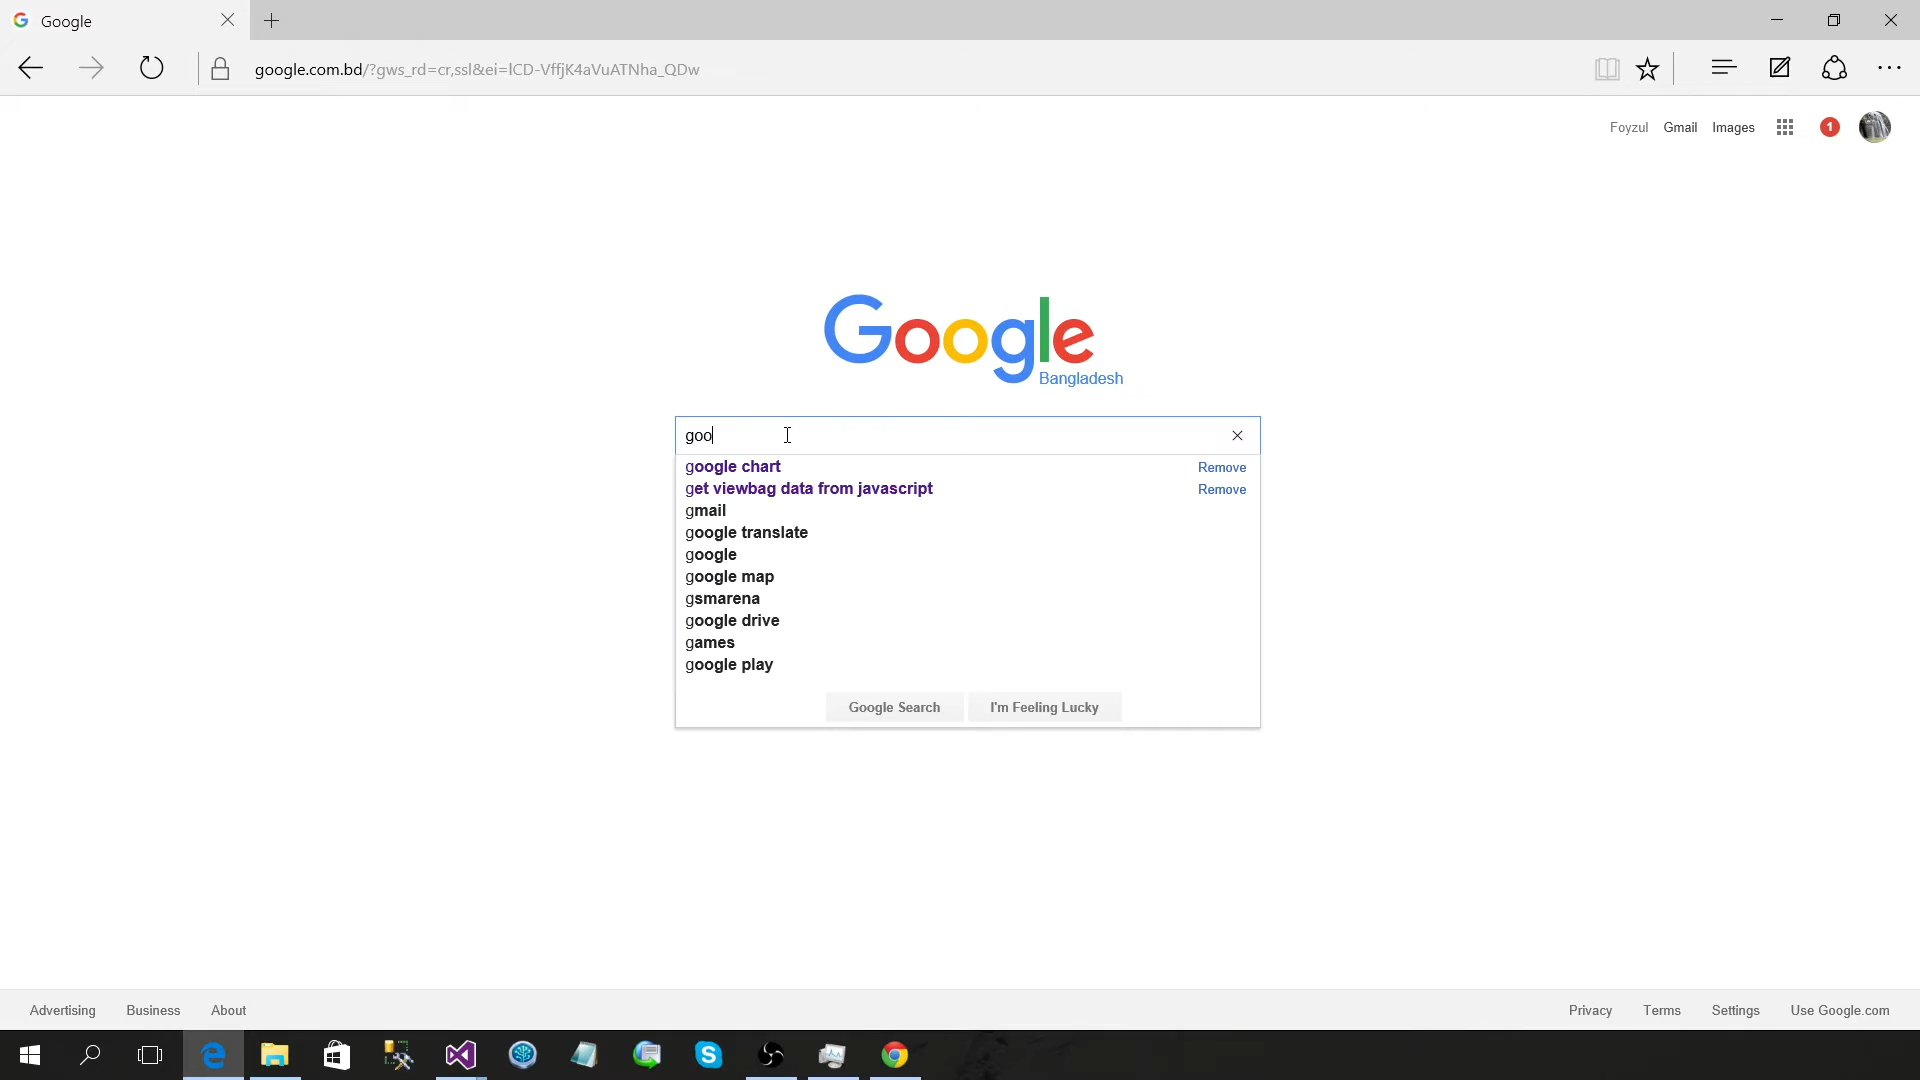 Google
google.com.bd/?gws_rd=cr,ssl&ei=lCD-VffjK4aVuATNha_QDw
Foyzul Gmail Images 1
Google
Bangladesh
goo
google chart Remove
get viewbag data from javascript Remove
gmail
google translate
google
google map
gsmarena
google drive
games
google play
Google Search I'm Feeling Lucky
Advertising Business About Privacy Terms Settings Use Google.com